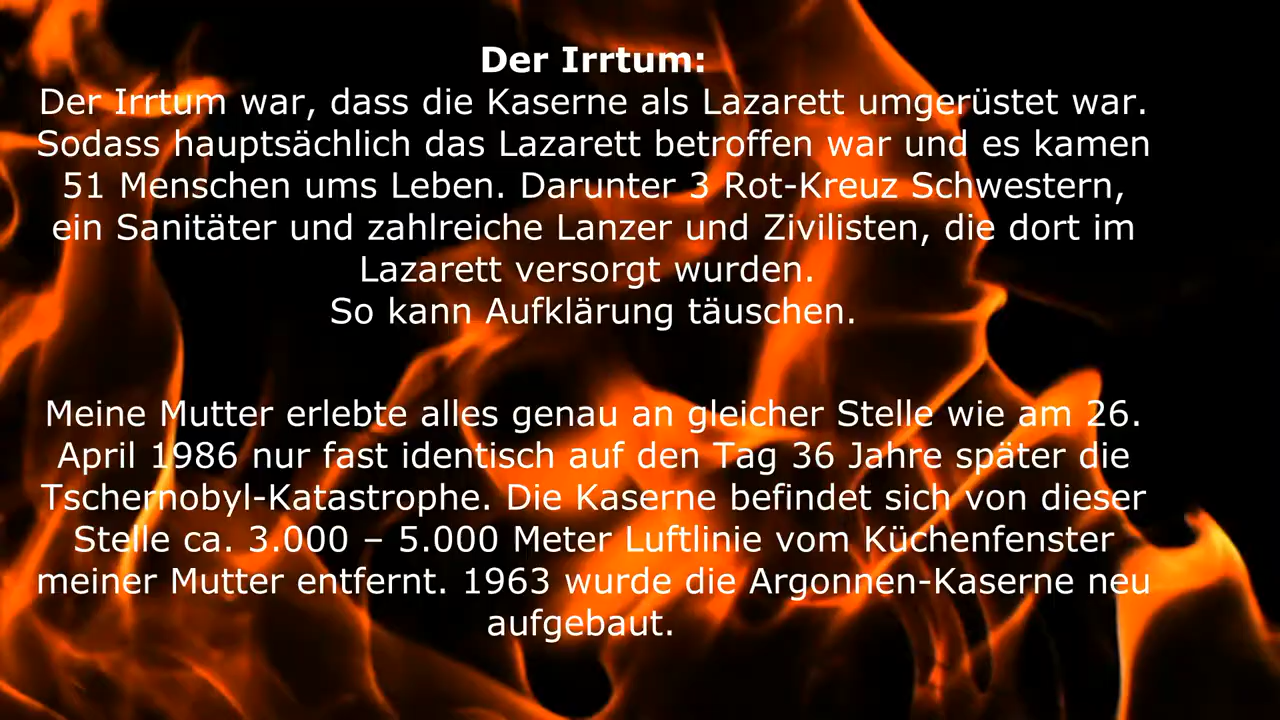 Der Irrtum:
Der Irrtum war, dass die Kaserne als Lazarett umgerüstet war.
Sodass hauptsächlich das Lazarett betroffen war und es kamen
51 Menschen ums Leben. Darunter 3 Rot-Kreuz Schwestern,
ein Sanitäter und zahlreiche Lanzer und Zivilisten, die dort im
Lazarett versorgt wurden.
So kann Aufklärung täuschen.
Meine Mutter erlebte alles genau an gleicher Stelle wie am 26.
April 1986 nur fast identisch auf den Tag 36 Jahre später die
Tschernobyl-Katastrophe. Die Kaserne befindet sich von dieser
Stelle ca. 3.000 – 5.000 Meter Luftlinie vom Küchenfenster
meiner Mutter entfernt. 1963 wurde die Argonnen-Kaserne neu
aufgebaut.